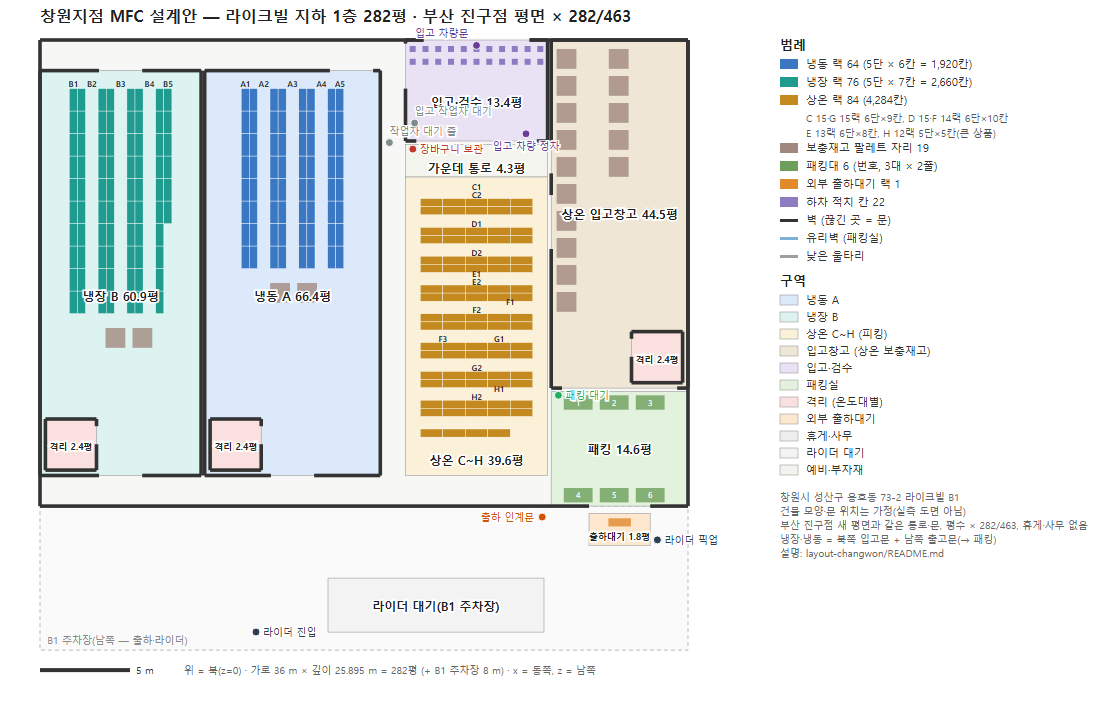 창원지점 MFC 설계안 — 라이크빌 지하 1층 282평 · 부산 진구점 평면 × 282/463
입고 차량문
B1 B2 B3 B4 B5
A1 A2 A3 A4 A5
입고·검수 13.4평
입고 작업자 대기
작업자 대기 줄
입고 차량 정차
장바구니 보관
가운데 통로 4.3평
C1
C2
D1
D2
E1
E2
F1
F2
F3
G1
G2
H1
H2
상온 입고창고 44.5평
냉장 B 60.9평
냉동 A 66.4평
격리 2.4평
격리 2.4평
격리 2.4평
상온 C~H 39.6평
패킹 대기
1 2 3
패킹 14.6평
4 5 6
출하 인계문
출하대기 1.8평
라이더 픽업
라이더 대기(B1 주차장)
라이더 진입
B1 주차장(남쪽 — 출하·라이더)
5 m
위 = 북(z=0) · 가로 36 m × 깊이 25.895 m = 282평 (+ B1 주차장 8 m) · x = 동쪽, z = 남쪽
범례
냉동 랙 64 (5단 × 6칸 = 1,920칸)
냉장 랙 76 (5단 × 7칸 = 2,660칸)
상온 랙 84 (4,284칸)
C 15·G 15랙 6단×9칸, D 15·F 14랙 6단×10칸
E 13랙 6단×8칸, H 12랙 5단×5칸(큰 상품)
보충재고 팔레트 자리 19
패킹대 6 (번호, 3대 × 2줄)
외부 출하대기 랙 1
하차 적치 칸 22
벽 (끊긴 곳 = 문)
유리벽 (패킹실)
낮은 울타리
구역
냉동 A
냉장 B
상온 C~H (피킹)
입고창고 (상온 보충재고)
입고·검수
패킹실
격리 (온도대별)
외부 출하대기
휴게·사무
라이더 대기
예비·부자재
창원시 성산구 용호동 73-2 라이크빌 B1
건물 모양·문 위치는 가정(실측 도면 아님)
부산 진구점 새 평면과 같은 통로·문, 평수 × 282/463, 휴게·사무 없음
냉장·냉동 = 북쪽 입고문 + 남쪽 출고문(→ 패킹)
설명: layout-changwon/README.md